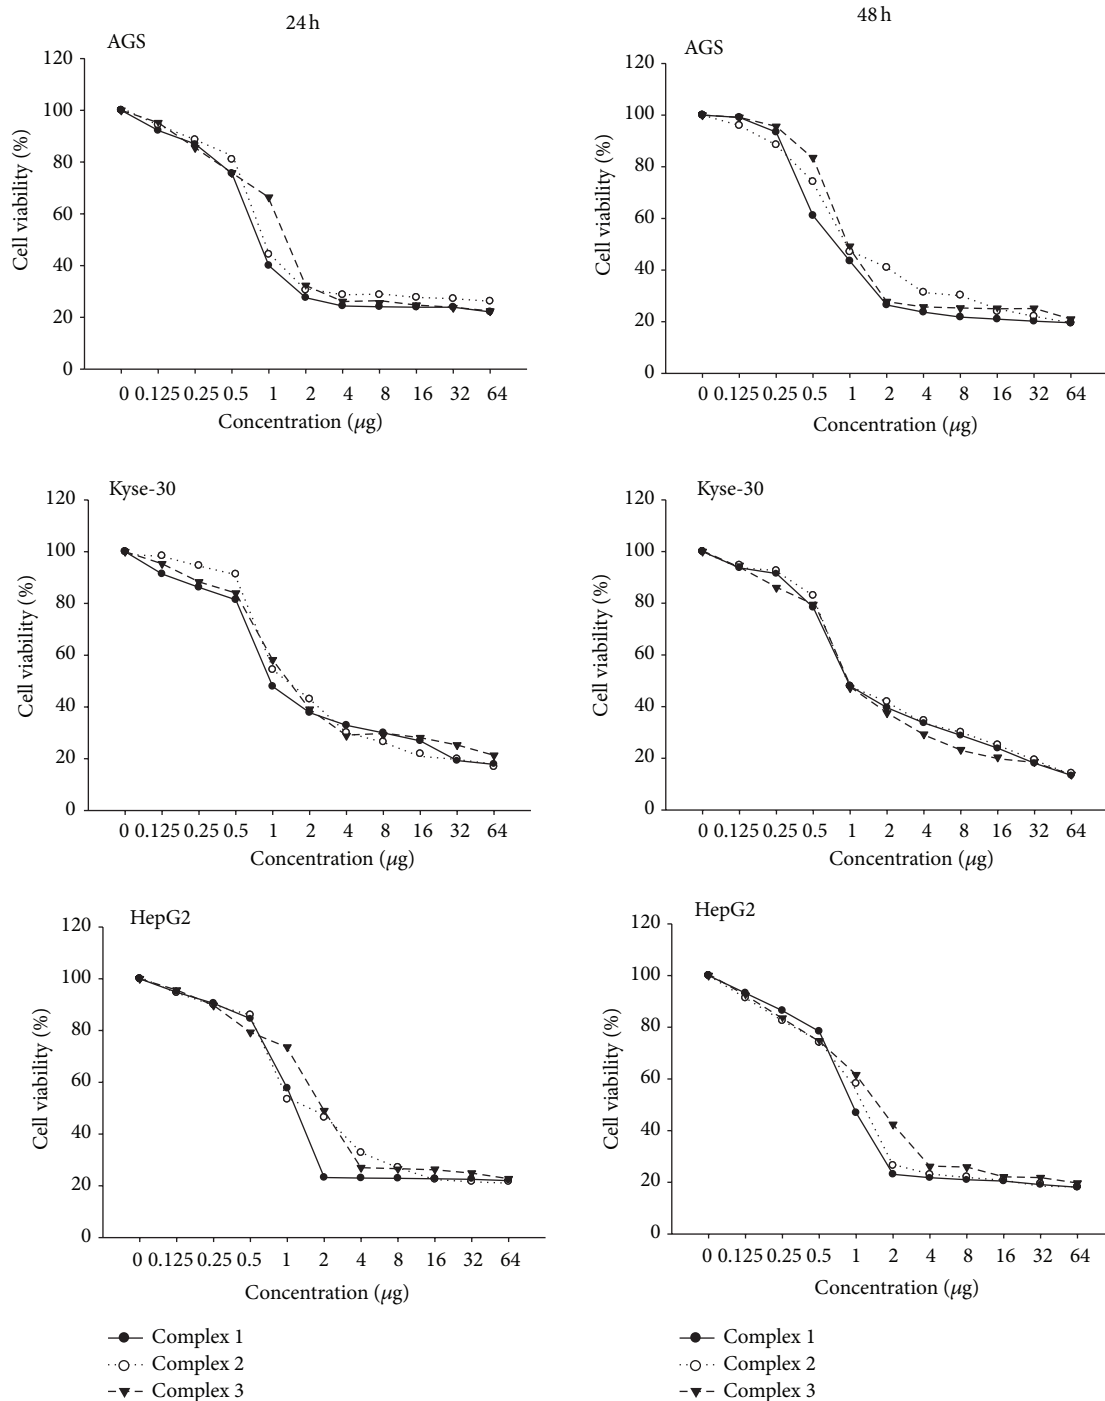 24 h
AGS
120
100
80
60
40
20
0
Cell viability (%)
0 0.125 0.25 0.5 1 2 4 8 16 32 64
Concentration (μg)
48 h
AGS
120
100
80
60
40
20
0
Cell viability (%)
0 0.125 0.25 0.5 1 2 4 8 16 32 64
Concentration (μg)
Kyse-30
120
100
80
60
40
20
0
Cell viability (%)
0 0.125 0.25 0.5 1 2 4 8 16 32 64
Concentration (μg)
Kyse-30
120
100
80
60
40
20
0
Cell viability (%)
0 0.125 0.25 0.5 1 2 4 8 16 32 64
Concentration (μg)
HepG2
120
100
80
60
40
20
0
Cell viability (%)
0 0.125 0.25 0.5 1 2 4 8 16 32 64
Concentration (μg)
Complex 1
Complex 2
Complex 3
HepG2
120
100
80
60
40
20
0
Cell viability (%)
0 0.125 0.25 0.5 1 2 4 8 16 32 64
Concentration (μg)
Complex 1
Complex 2
Complex 3